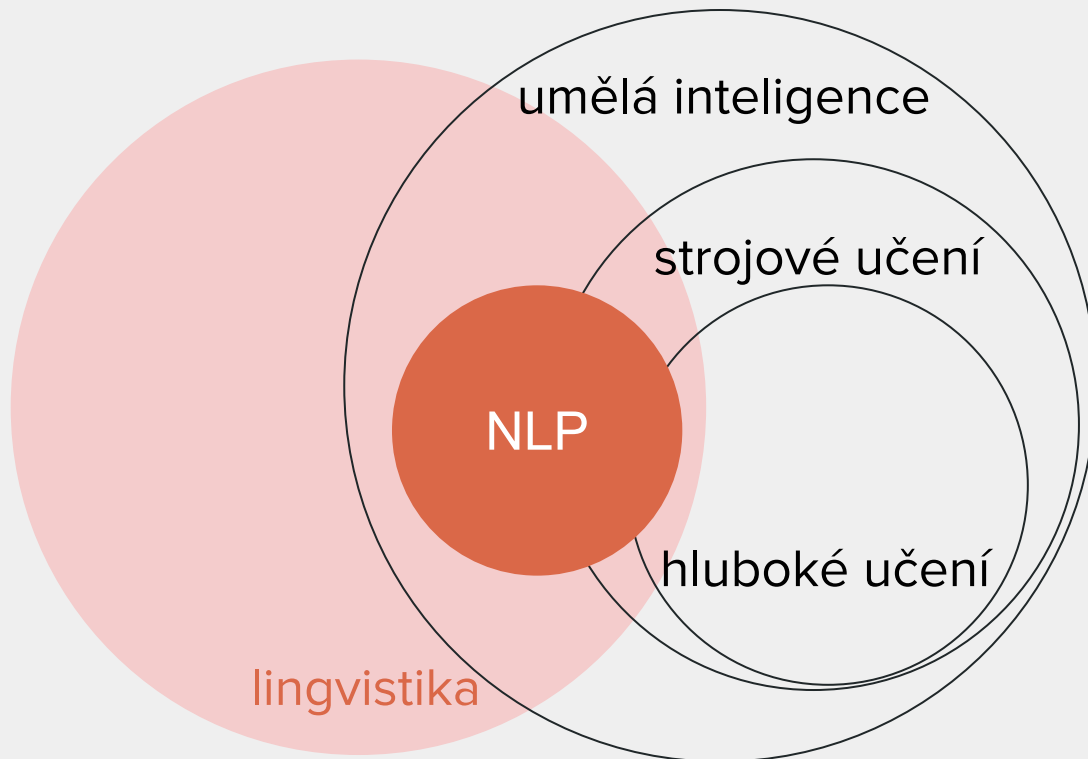 umělá inteligence
strojové učení
NLP
hluboké učení
lingvistika